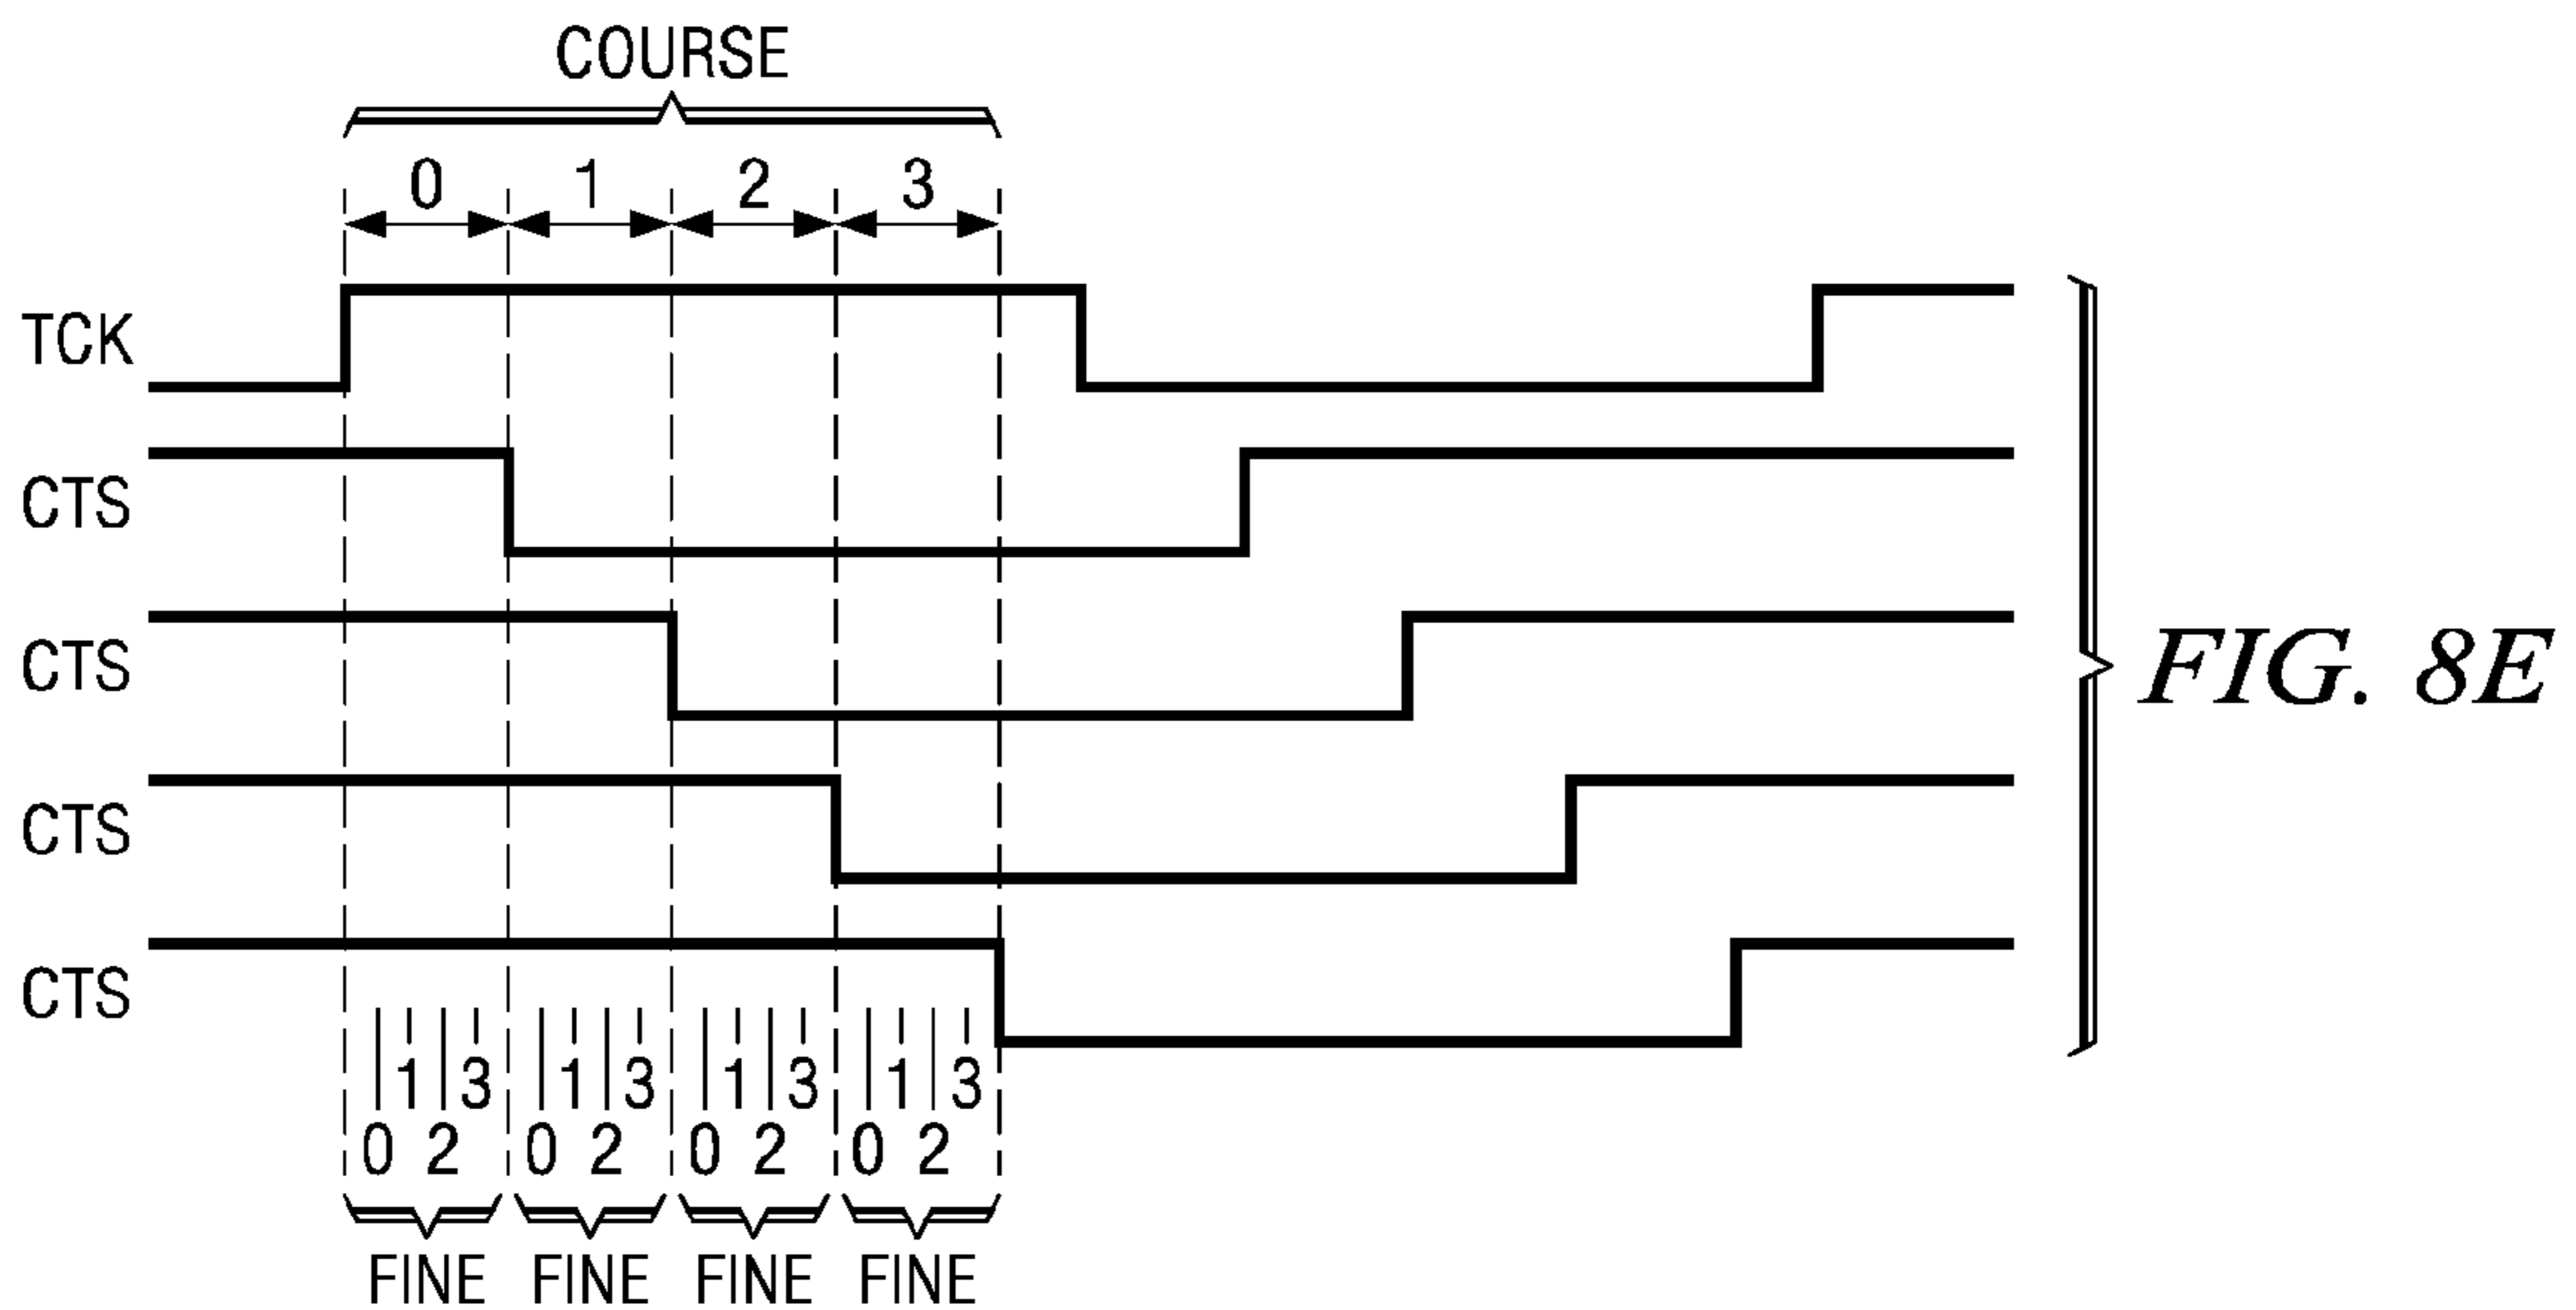 COURSE
0 1 2 3
TCK
CTS
CTS
FIG. 8E
CTS
CTS
1 3 1 3 1 3 1 3
0 2 0 2 0 2 0 2
FINE FINE FINE FINE